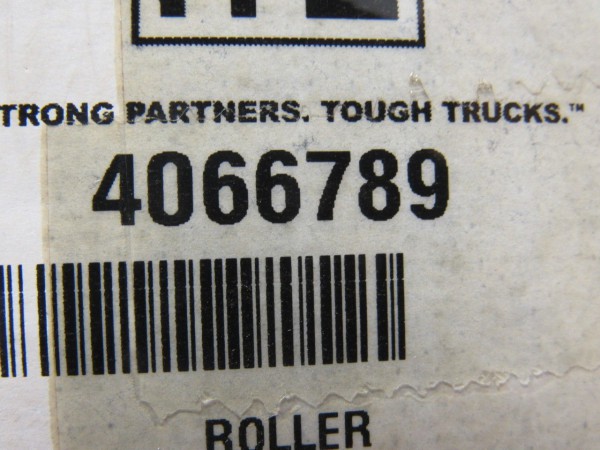 TRONG PARTNERS. TOUGH TRUCKS.™
4066789
ROLLER